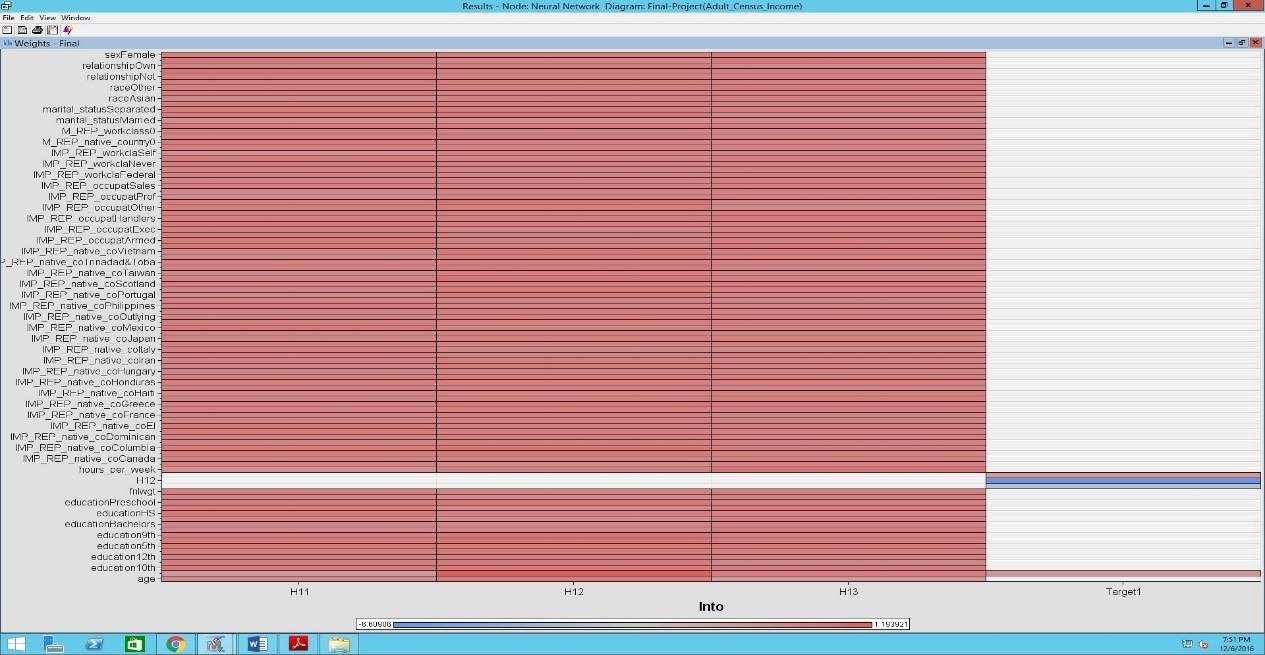 Results - Node: Neural Network Diagram: Final-Project(Adult_Census_Income)
File Edit View Window
Weights - Final
sexFemale
relationshipOwn
relationshipNot
raceOther
raceAsian
marital_statusSeparated
marital_statusMarried
M_REP_workclass0
M_REP_native_country0
IMP_REP_workclaSelf
IMP_REP_workclaNever
IMP_REP_workclaFederal
IMP_REP_occupatSales
IMP_REP_occupatProf
IMP_REP_occupatOther
IMP_REP_occupatHandlers
IMP_REP_occupatExec
IMP_REP_occupatArmed
IMP_REP_native_coVietnam
P_REP_native_coTrinadad&Toba
IMP_REP_native_coTaiwan
IMP_REP_native_coScotland
IMP_REP_native_coPortugal
IMP_REP_native_coPhilippines
IMP_REP_native_coOutlying
IMP_REP_native_coMexico
IMP_REP_native_coJapan
IMP_REP_native_coItaly
IMP_REP_native_coIran
IMP_REP_native_coHungary
IMP_REP_native_coHonduras
IMP_REP_native_coHaiti
IMP_REP_native_coGreece
IMP_REP_native_coFrance
IMP_REP_native_coEl
IMP_REP_native_coDominican
IMP_REP_native_coColumbia
IMP_REP_native_coCanada
hours_per_week
H12
fnlwgt
educationPreschool
educationHS
educationBachelors
education9th
education5th
education12th
education10th
age
H11 H12 H13 Target1
Into
-6.60906 1.193921
7:51 PM
12/6/2016